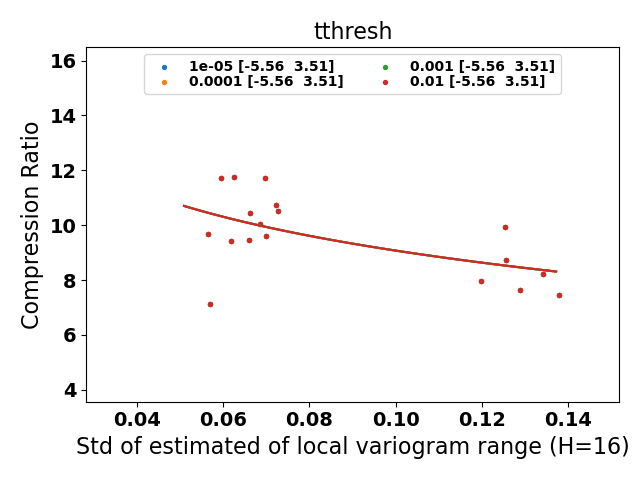 tthresh
1e-05 [-5.56  3.51]
0.0001 [-5.56  3.51]
0.001 [-5.56  3.51]
0.01 [-5.56  3.51]
Compression Ratio
16
14
12
10
8
6
4
0.04 0.06 0.08 0.10 0.12 0.14
Std of estimated of local variogram range (H=16)